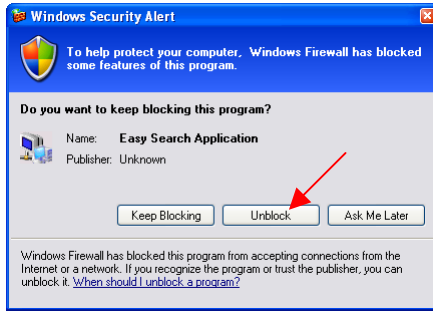 Windows Security Alert
To help protect your computer, Windows Firewall has blocked
some features of this program.
Do you want to keep blocking this program?
Name: Easy Search Application
Publisher: Unknown
Keep Blocking Unblock Ask Me Later
Windows Firewall has blocked this program from accepting connections from the
Internet or a network. If you recognize the program or trust the publisher, you can
unblock it. When should I unblock a program?